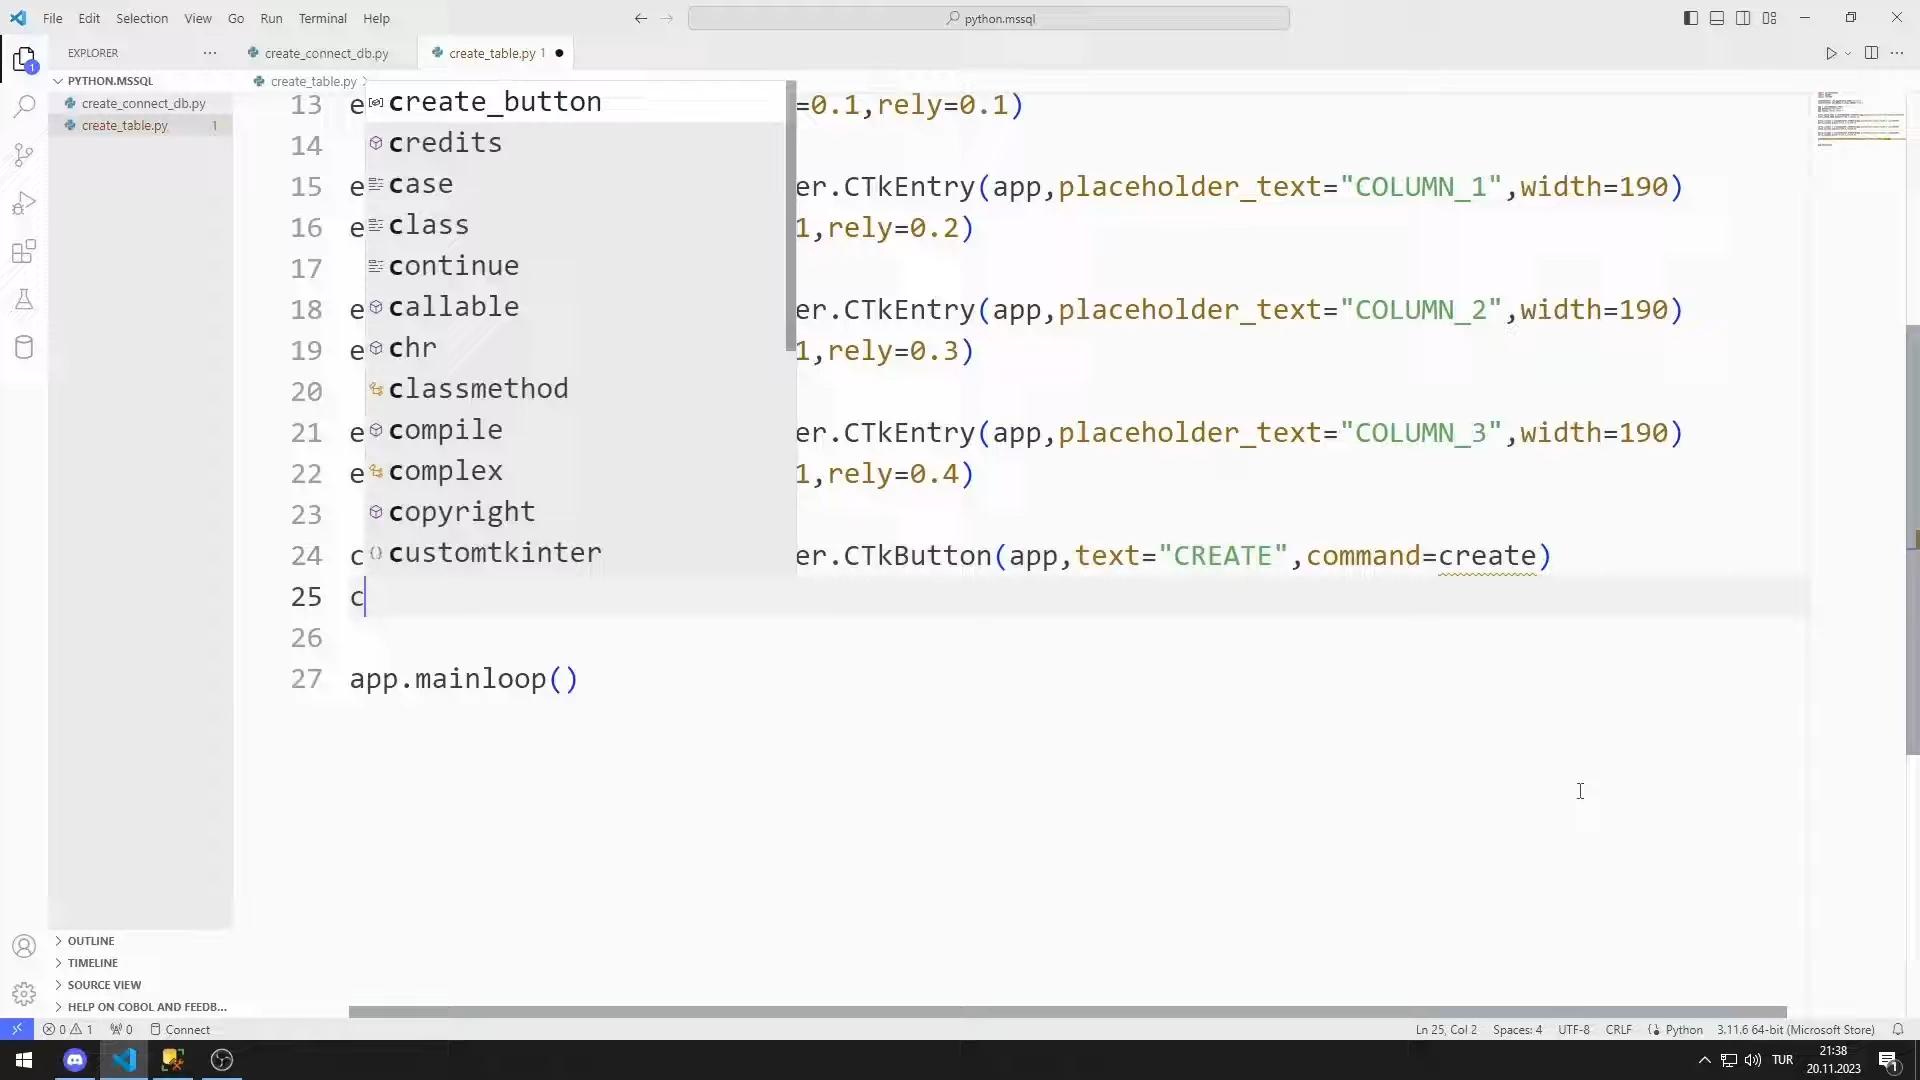 File Edit Selection View Go Run Terminal Help
python.mssql
EXPLORER
create_connect_db.py
create_table.py 1
PYTHON.MSSQL
create_connect_db.py
create_table.py 1
create_table.py
13 e =0.1,rely=0.1)
14
15 e er.CTkEntry(app,placeholder_text="COLUMN_1",width=190)
16 e 1,rely=0.2)
17
18 e er.CTkEntry(app,placeholder_text="COLUMN_2",width=190)
19 e 1,rely=0.3)
20
21 e er.CTkEntry(app,placeholder_text="COLUMN_3",width=190)
22 e 1,rely=0.4)
23
24 c er.CTkButton(app,text="CREATE",command=create)
25 c
26
27 app.mainloop()
create_button
credits
case
class
continue
callable
chr
classmethod
compile
complex
copyright
customtkinter
OUTLINE
TIMELINE
SOURCE VIEW
HELP ON COBOL AND FEEDB...
0 1 0 Connect
Ln 25, Col 2 Spaces: 4 UTF-8 CRLF Python 3.11.6 64-bit (Microsoft Store)
TUR
21:38
20.11.2023
1
1